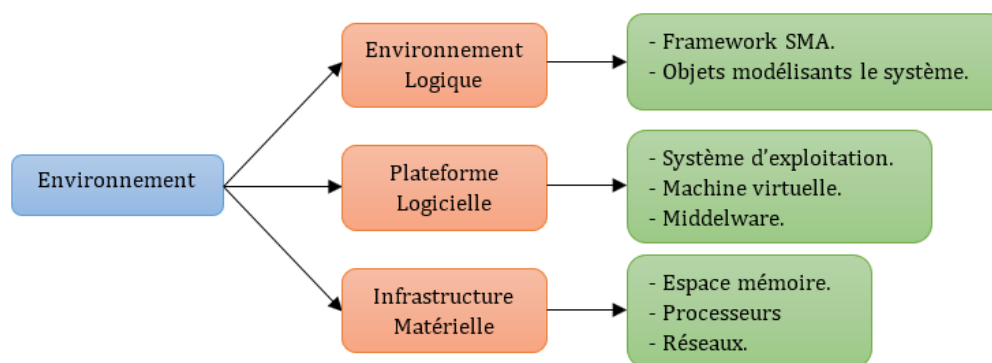 Environnement
Environnement
Logique
- Framework SMA.
- Objets modélisants le système.
Plateforme
Logicielle
- Système d'exploitation.
- Machine virtuelle.
- Middelware.
Infrastructure
Matérielle
- Espace mémoire.
- Processeurs
- Réseaux.